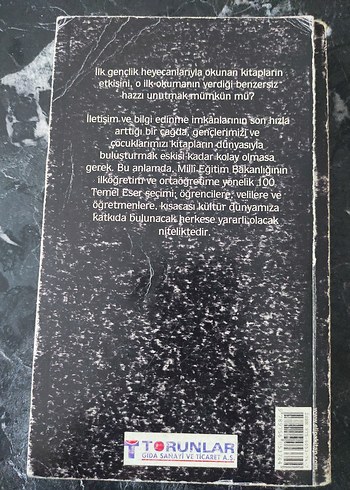 İlk gençlik heyecanlarıyla okunan kitapların
etkisini, o ilk okumanın verdiği benzersiz
hazzı unutmak mümkün mü?
İletişim ve bilgi edinme imkanlarının son hızla
arttığı bir çağda, gençlerimizi ve
çocuklarımızı kitapların dünyasıyla
buluşturmak eskisi kadar kolay olmasa
gerek. Bu anlamda, Milli Eğitim Bakanlığının
ilköğretim ve ortaöğretime yönelik 100
Temel Eser seçimi; öğrencilere, velilere ve
öğretmenlere, kısacası kültür dünyamıza
katkıda bulunacak herkese yararlı olacak
niteliktedir.
TORUNLAR
GIDA SANAYİ VE TİCARET A.Ş.